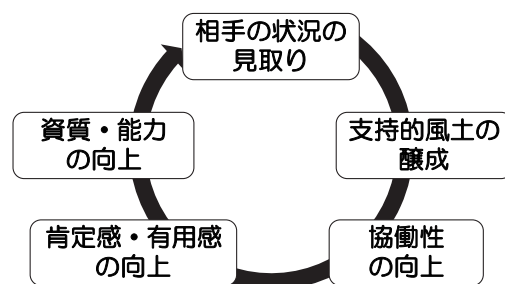 相手の状況の
見取り
支持的風土の
醸成
協働性
の向上
肯定感・有用感
の向上
資質・能力
の向上